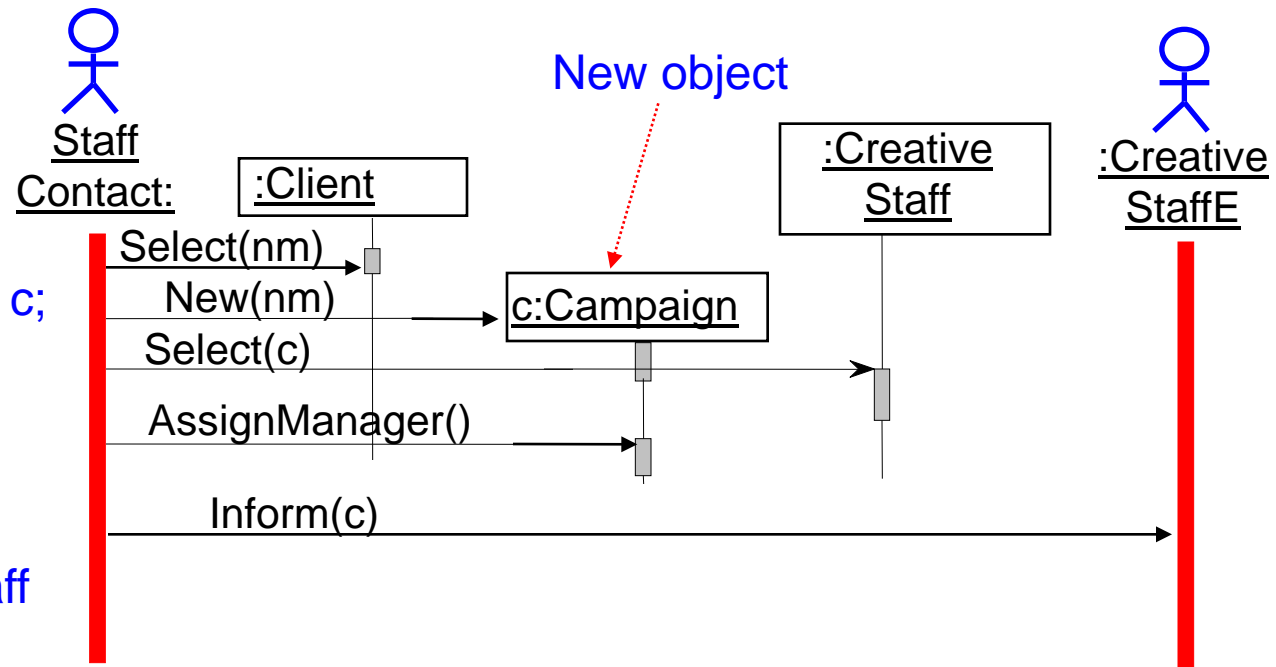 New object
Staff
Contact:
:Client
:Creative
Staff
:Creative
StaffE
Select(nm)
c;
New(nm)
c:Campaign
Select(c)
AssignManager()
Inform(c)
aff